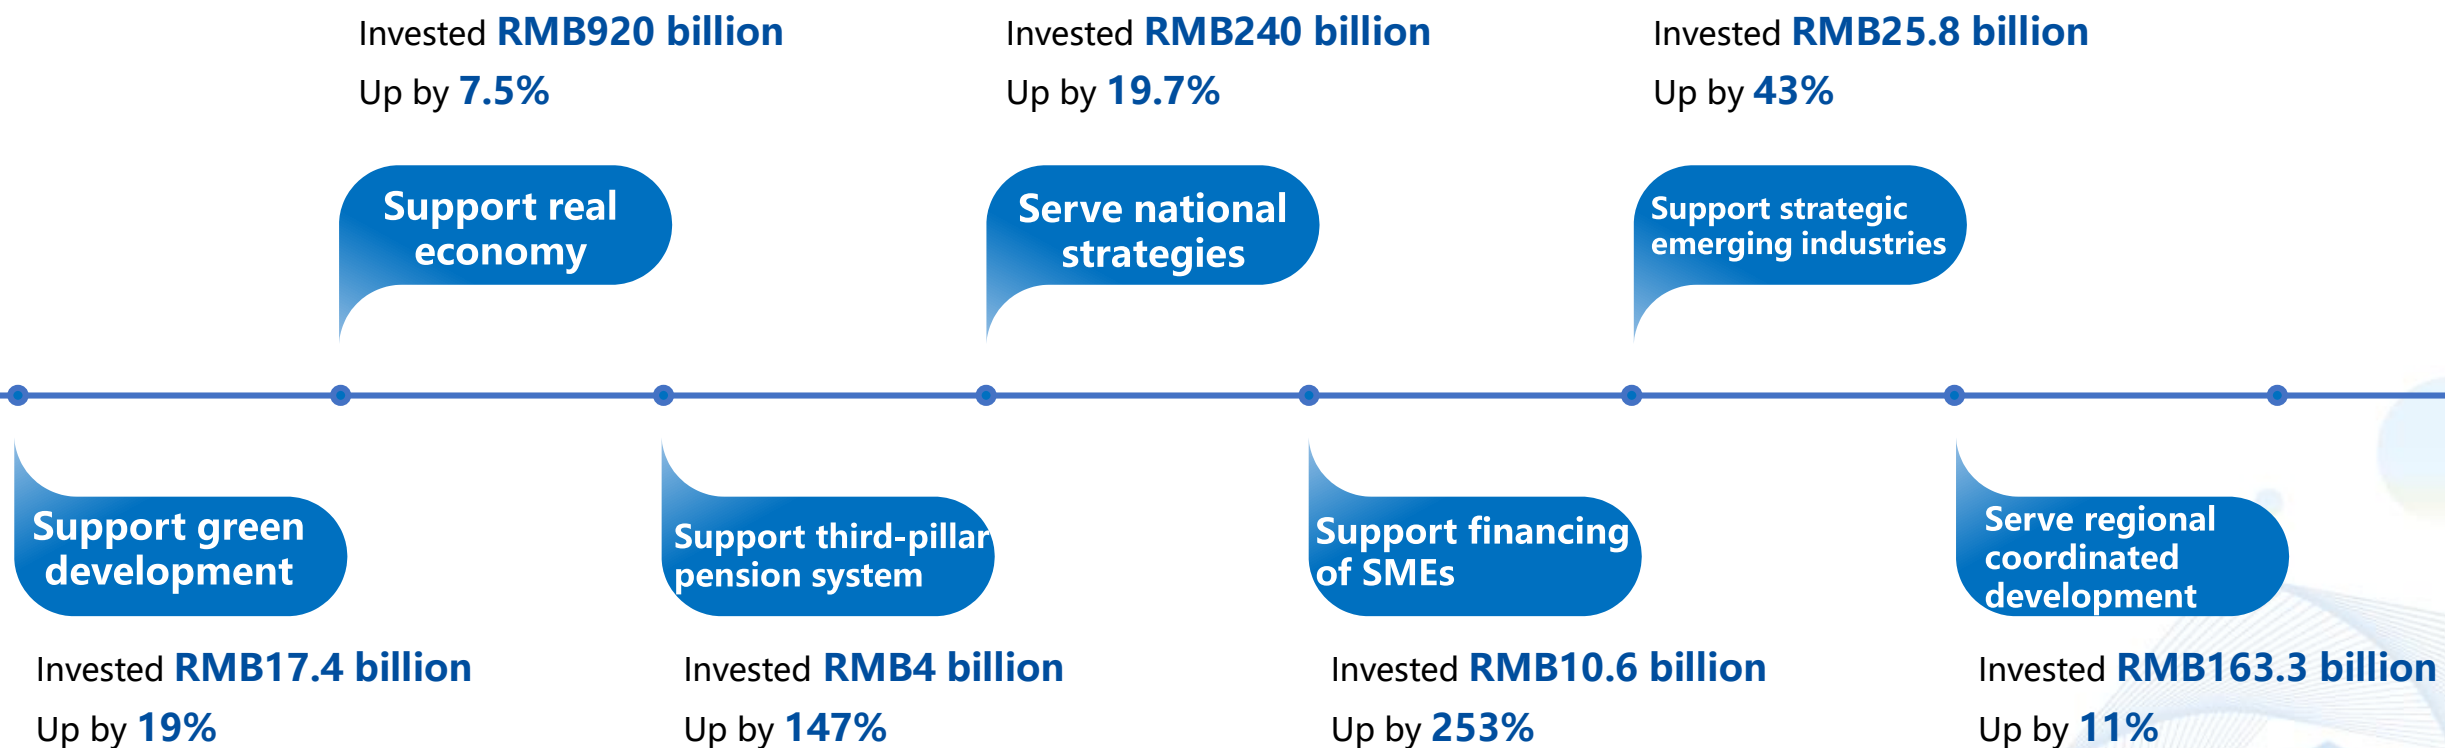 Invested RMB920 billion
Up by 7.5%
Support real
economy
Invested RMB240 billion
Up by 19.7%
Serve national
strategies
Invested RMB25.8 billion
Up by 43%
Support strategic
emerging industries
Support green
development
Invested RMB17.4 billion
Up by 19%
Support third-pillar
pension system
Invested RMB4 billion
Up by 147%
Support financing
of SMEs
Invested RMB10.6 billion
Up by 253%
Serve regional
coordinated
development
Invested RMB163.3 billion
Up by 11%